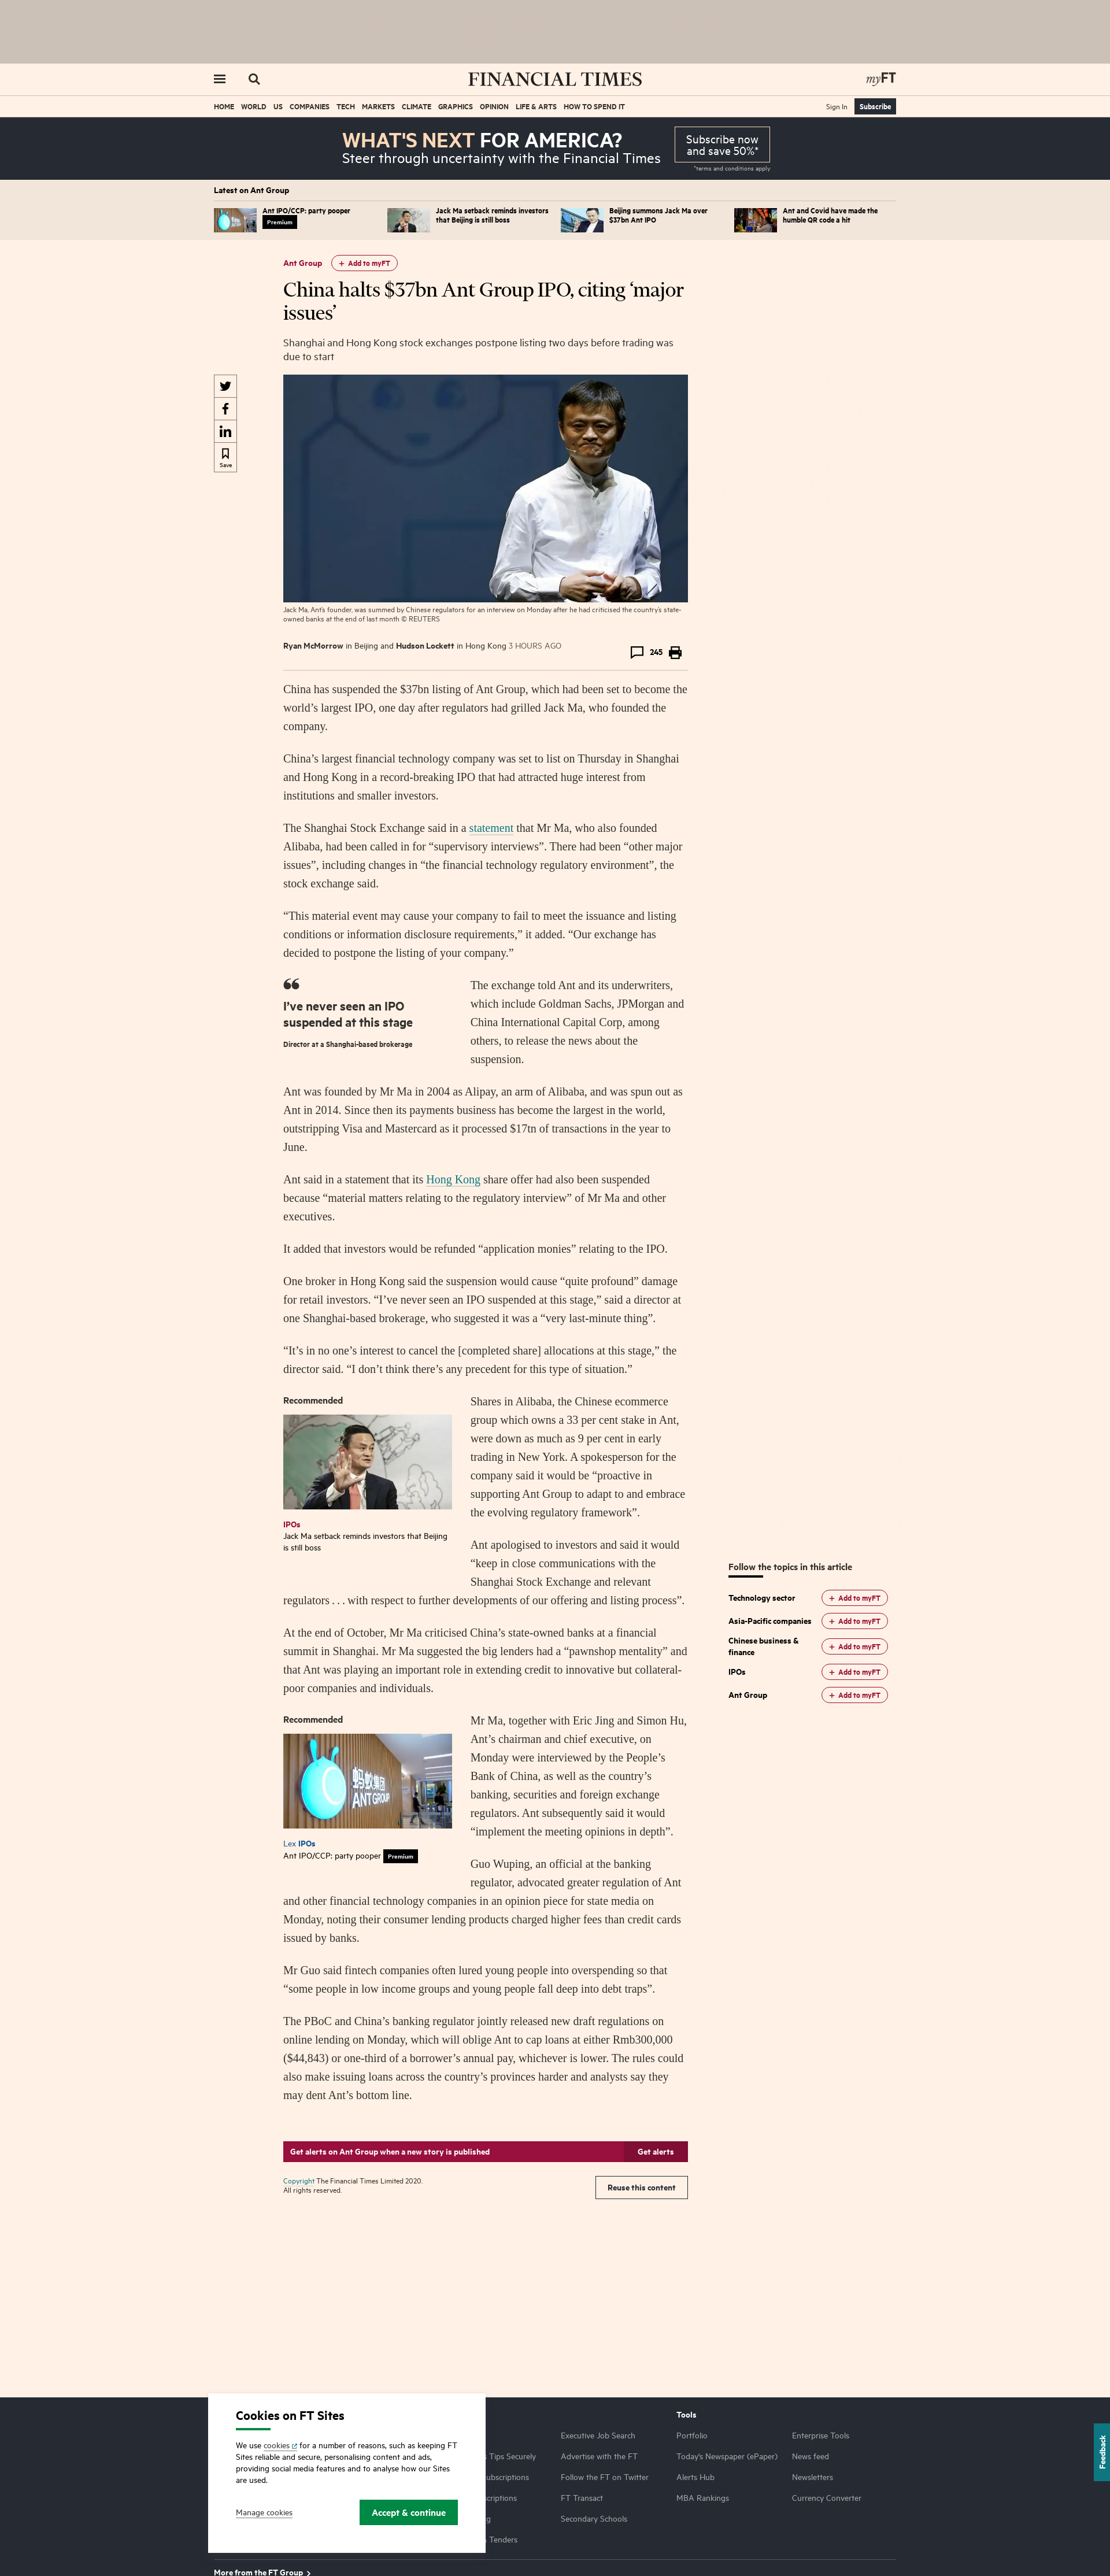 FINANCIAL TIMES
myFT
HOME WORLD US COMPANIES TECH MARKETS CLIMATE GRAPHICS OPINION LIFE & ARTS HOW TO SPEND IT
Sign In Subscribe
WHAT'S NEXT FOR AMERICA?
Steer through uncertainty with the Financial Times
Subscribe now
and save 50%*
*terms and conditions apply
Latest on Ant Group
Ant IPO/CCP: party pooper
Premium
Jack Ma setback reminds investors
that Beijing is still boss
Beijing summons Jack Ma over
$37bn Ant IPO
Ant and Covid have made the
humble QR code a hit
Ant Group + Add to myFT
China halts $37bn Ant Group IPO, citing ‘major
issues’
Shanghai and Hong Kong stock exchanges postpone listing two days before trading was
due to start
Save
Jack Ma, Ant’s founder, was summed by Chinese regulators for an interview on Monday after he had criticised the country’s state-
owned banks at the end of last month © REUTERS
Ryan McMorrow in Beijing and Hudson Lockett in Hong Kong 3 HOURS AGO
245
China has suspended the $37bn listing of Ant Group, which had been set to become the
world’s largest IPO, one day after regulators had grilled Jack Ma, who founded the
company.
China’s largest financial technology company was set to list on Thursday in Shanghai
and Hong Kong in a record-breaking IPO that had attracted huge interest from
institutions and smaller investors.
The Shanghai Stock Exchange said in a statement that Mr Ma, who also founded
Alibaba, had been called in for “supervisory interviews”. There had been “other major
issues”, including changes in “the financial technology regulatory environment”, the
stock exchange said.
“This material event may cause your company to fail to meet the issuance and listing
conditions or information disclosure requirements,” it added. “Our exchange has
decided to postpone the listing of your company.”
“
I’ve never seen an IPO
suspended at this stage
Director at a Shanghai-based brokerage
The exchange told Ant and its underwriters,
which include Goldman Sachs, JPMorgan and
China International Capital Corp, among
others, to release the news about the
suspension.
Ant was founded by Mr Ma in 2004 as Alipay, an arm of Alibaba, and was spun out as
Ant in 2014. Since then its payments business has become the largest in the world,
outstripping Visa and Mastercard as it processed $17tn of transactions in the year to
June.
Ant said in a statement that its Hong Kong share offer had also been suspended
because “material matters relating to the regulatory interview” of Mr Ma and other
executives.
It added that investors would be refunded “application monies” relating to the IPO.
One broker in Hong Kong said the suspension would cause “quite profound” damage
for retail investors. “I’ve never seen an IPO suspended at this stage,” said a director at
one Shanghai-based brokerage, who suggested it was a “very last-minute thing”.
“It’s in no one’s interest to cancel the [completed share] allocations at this stage,” the
director said. “I don’t think there’s any precedent for this type of situation.”
Recommended
IPOs
Jack Ma setback reminds investors that Beijing
is still boss
Shares in Alibaba, the Chinese ecommerce
group which owns a 33 per cent stake in Ant,
were down as much as 9 per cent in early
trading in New York. A spokesperson for the
company said it would be “proactive in
supporting Ant Group to adapt to and embrace
the evolving regulatory framework”.
Ant apologised to investors and said it would
“keep in close communications with the
Shanghai Stock Exchange and relevant
regulators . . . with respect to further developments of our offering and listing process”.
At the end of October, Mr Ma criticised China’s state-owned banks at a financial
summit in Shanghai. Mr Ma suggested the big lenders had a “pawnshop mentality” and
that Ant was playing an important role in extending credit to innovative but collateral-
poor companies and individuals.
Recommended
蚂蚁集团
ANT GROUP
Lex IPOs
Ant IPO/CCP: party pooper Premium
Mr Ma, together with Eric Jing and Simon Hu,
Ant’s chairman and chief executive, on
Monday were interviewed by the People’s
Bank of China, as well as the country’s
banking, securities and foreign exchange
regulators. Ant subsequently said it would
“implement the meeting opinions in depth”.
Guo Wuping, an official at the banking
regulator, advocated greater regulation of Ant
and other financial technology companies in an opinion piece for state media on
Monday, noting their consumer lending products charged higher fees than credit cards
issued by banks.
Mr Guo said fintech companies often lured young people into overspending so that
“some people in low income groups and young people fall deep into debt traps”.
The PBoC and China’s banking regulator jointly released new draft regulations on
online lending on Monday, which will oblige Ant to cap loans at either Rmb300,000
($44,843) or one-third of a borrower’s annual pay, whichever is lower. The rules could
also make issuing loans across the country’s provinces harder and analysts say they
may dent Ant’s bottom line.
Follow the topics in this article
Technology sector + Add to myFT
Asia-Pacific companies + Add to myFT
Chinese business &
finance + Add to myFT
IPOs + Add to myFT
Ant Group + Add to myFT
Get alerts on Ant Group when a new story is published Get alerts
Copyright The Financial Times Limited 2020.
All rights reserved.
Reuse this content
Cookies on FT Sites
We use cookies for a number of reasons, such as keeping FT
Sites reliable and secure, personalising content and ads,
providing social media features and to analyse how our Sites
are used.
Manage cookies Accept & continue
Tips Securely
Tenders
Executive Job Search
Advertise with the FT
Follow the FT on Twitter
FT Transact
Secondary Schools
Tools
Portfolio
Today's Newspaper (ePaper)
Alerts Hub
MBA Rankings
Enterprise Tools
News feed
Newsletters
Currency Converter
Feedback
More from the FT Group